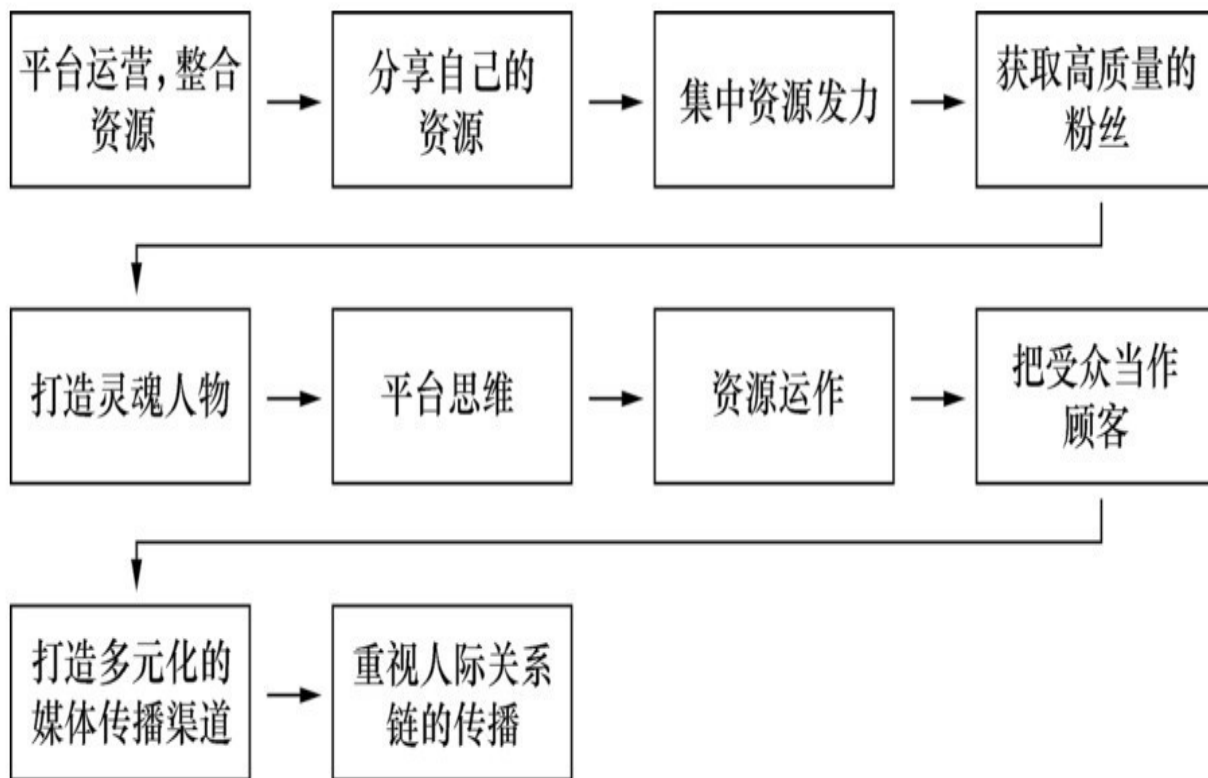 平台运营,整合
资源
分享自己的
资源
集中资源发力
获取高质量的
粉丝
打造灵魂人物
平台思维
资源运作
把受众当作
顾客
打造多元化的
媒体传播渠道
重视人际关系
链的传播